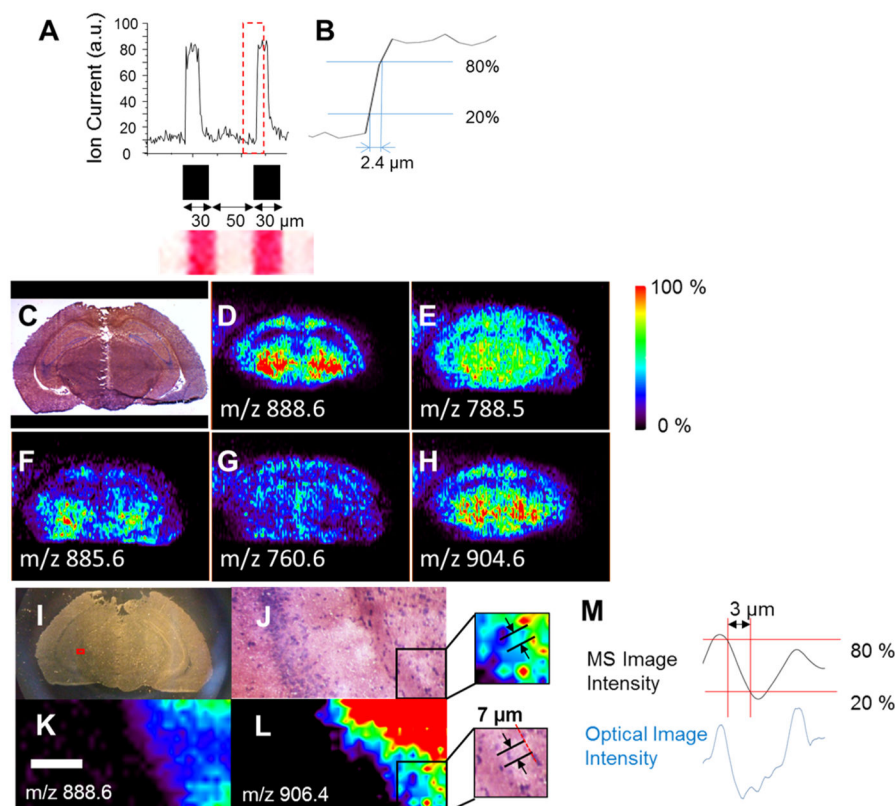 A
B
Ion Current (a.u.)
100
80
60
40
20
0
80%
20%
2.4 µm
30
50
30 µm
C
D
m/z 888.6
E
m/z 788.5
100 %
0 %
F
m/z 885.6
G
m/z 760.6
H
m/z 904.6
I
J
K
m/z 888.6
L
m/z 906.4
7 µm
M
3 µm
MS Image
Intensity
80 %
20 %
Optical Image
Intensity